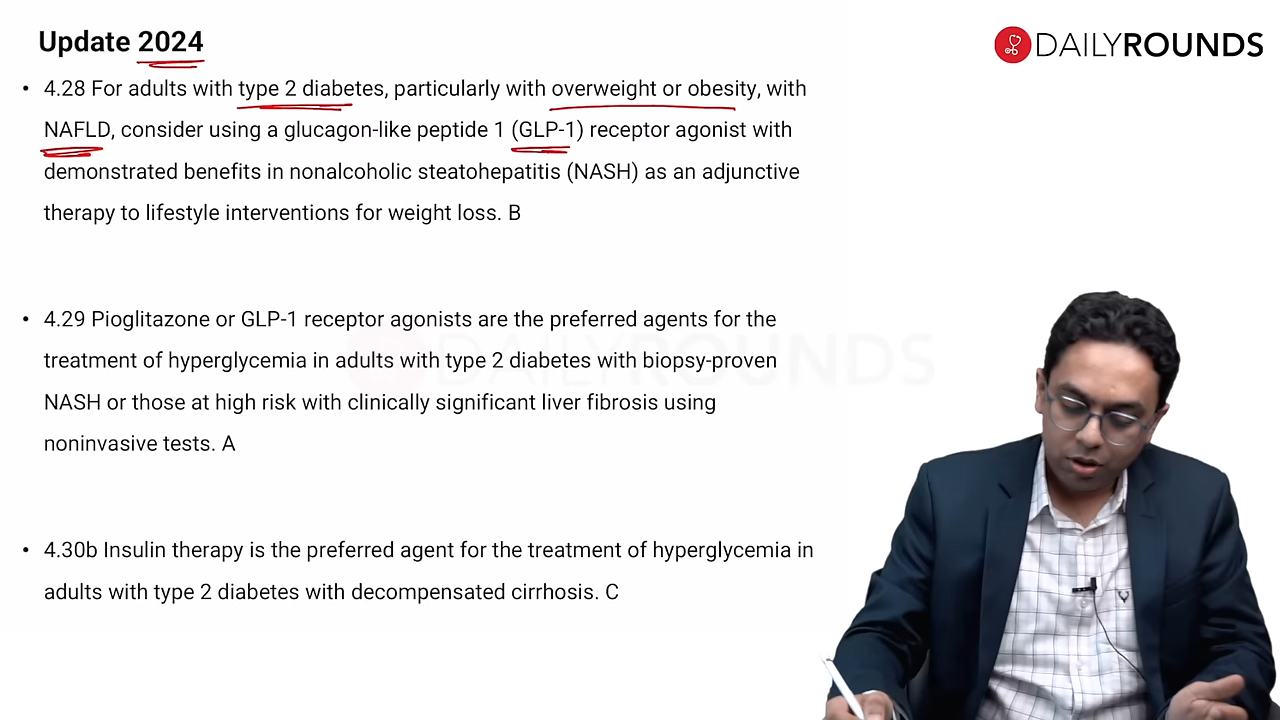 Update 2024
DAILYROUNDS
• 4.28 For adults with type 2 diabetes, particularly with overweight or obesity, with
NAFLD, consider using a glucagon-like peptide 1 (GLP-1) receptor agonist with
demonstrated benefits in nonalcoholic steatohepatitis (NASH) as an adjunctive
therapy to lifestyle interventions for weight loss. B
• 4.29 Pioglitazone or GLP-1 receptor agonists are the preferred agents for the
treatment of hyperglycemia in adults with type 2 diabetes with biopsy-proven
NASH or those at high risk with clinically significant liver fibrosis using
noninvasive tests. A
DAILYROUNDS
• 4.30b Insulin therapy is the preferred agent for the treatment of hyperglycemia in
adults with type 2 diabetes with decompensated cirrhosis. C